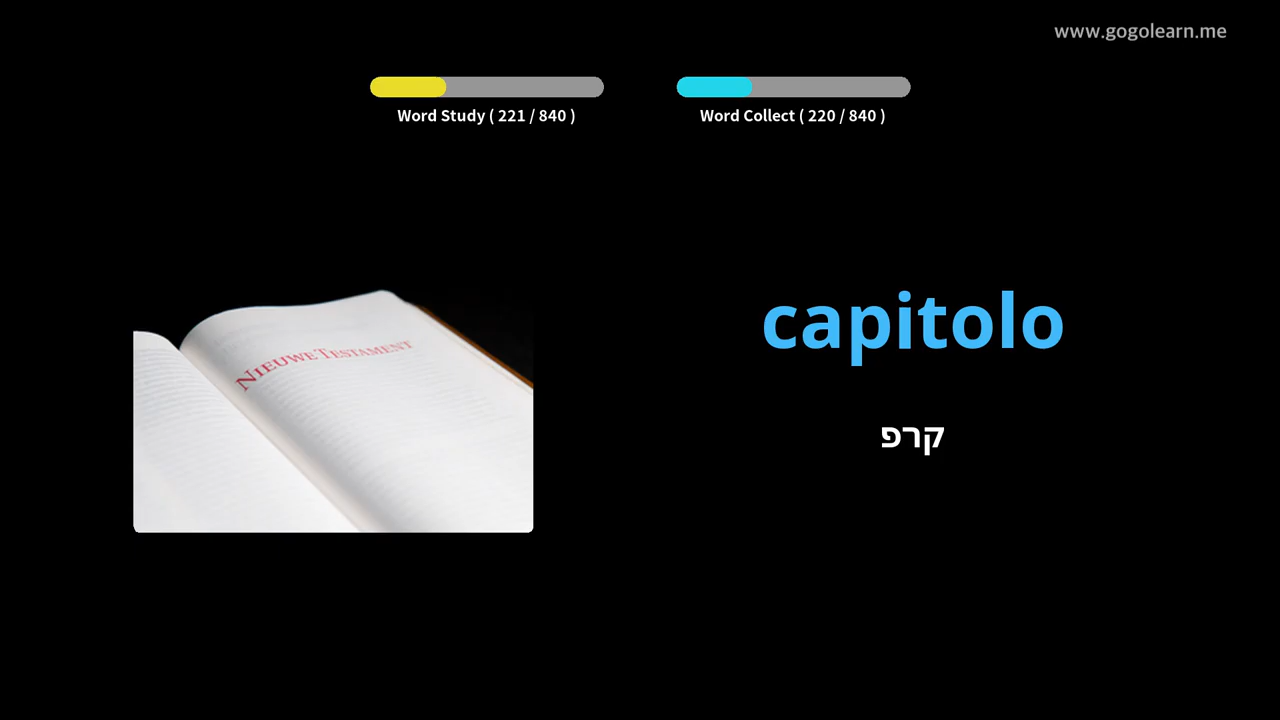 www.gogolearn.me
Word Study ( 221 / 840 )
Word Collect ( 220 / 840 )
NIEUWE TESTAMENT
capitolo
קרפ